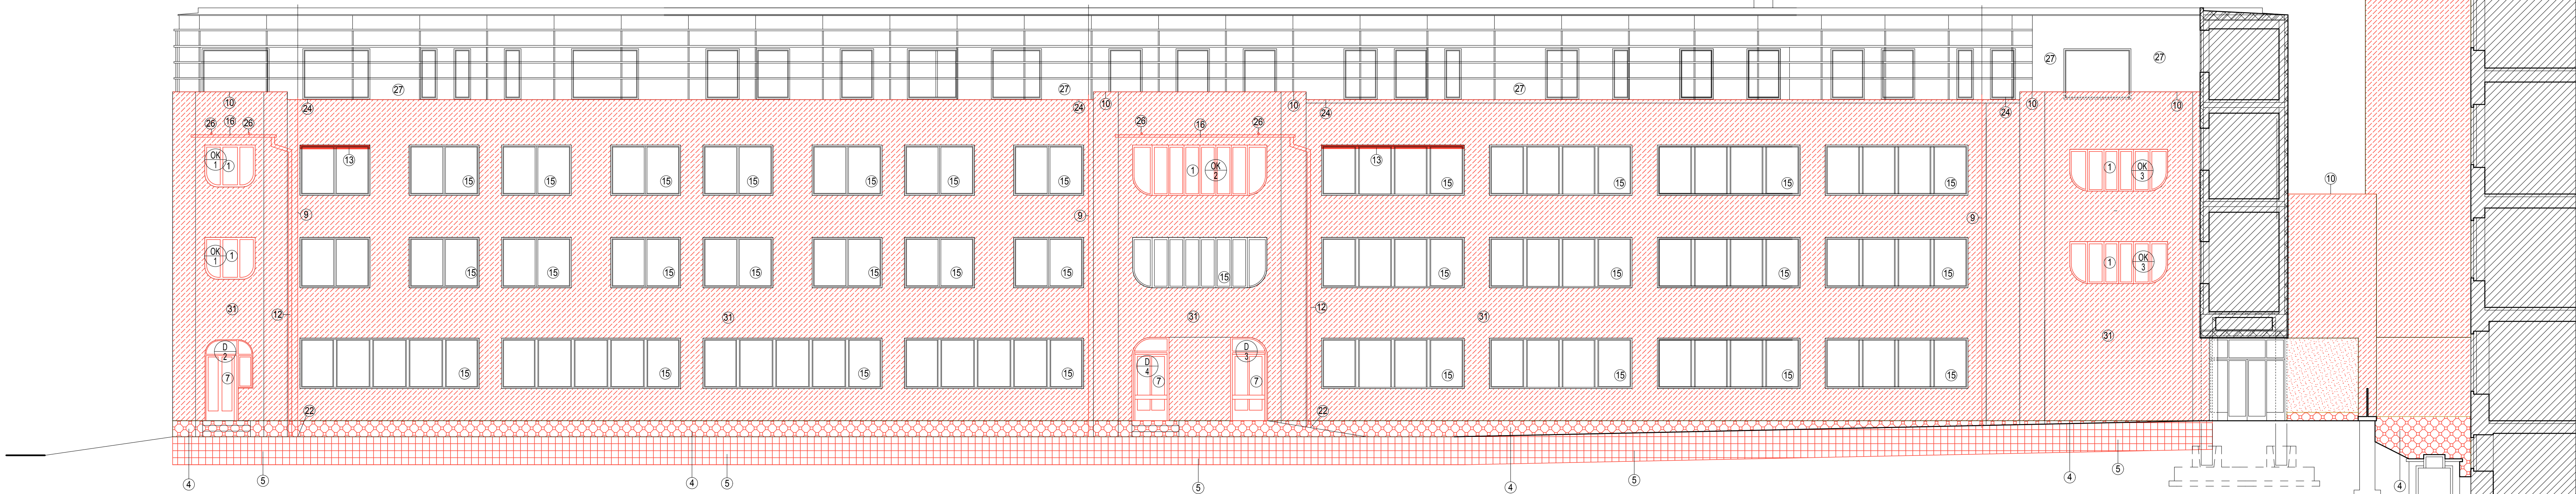 27 27 27 27 27
10 24 24 10 10 24 24 10 10
26 16 26 26 16 26
OK 1 1 13 1 OK 2 13 1 OK 3
15 15 15 15 15 15 15 15 15 15 15
10
9 9 9
OK 1 1 15 15 15 15 15 15 15 15 15 15 15 15 1 OK 3
31 12 31 31 12 31 31
D 2 7 15 15 15 15 D 4 7 D 3 7 15 15 15 15
22 22
4 5 4 5 5 4 5 4 5 4